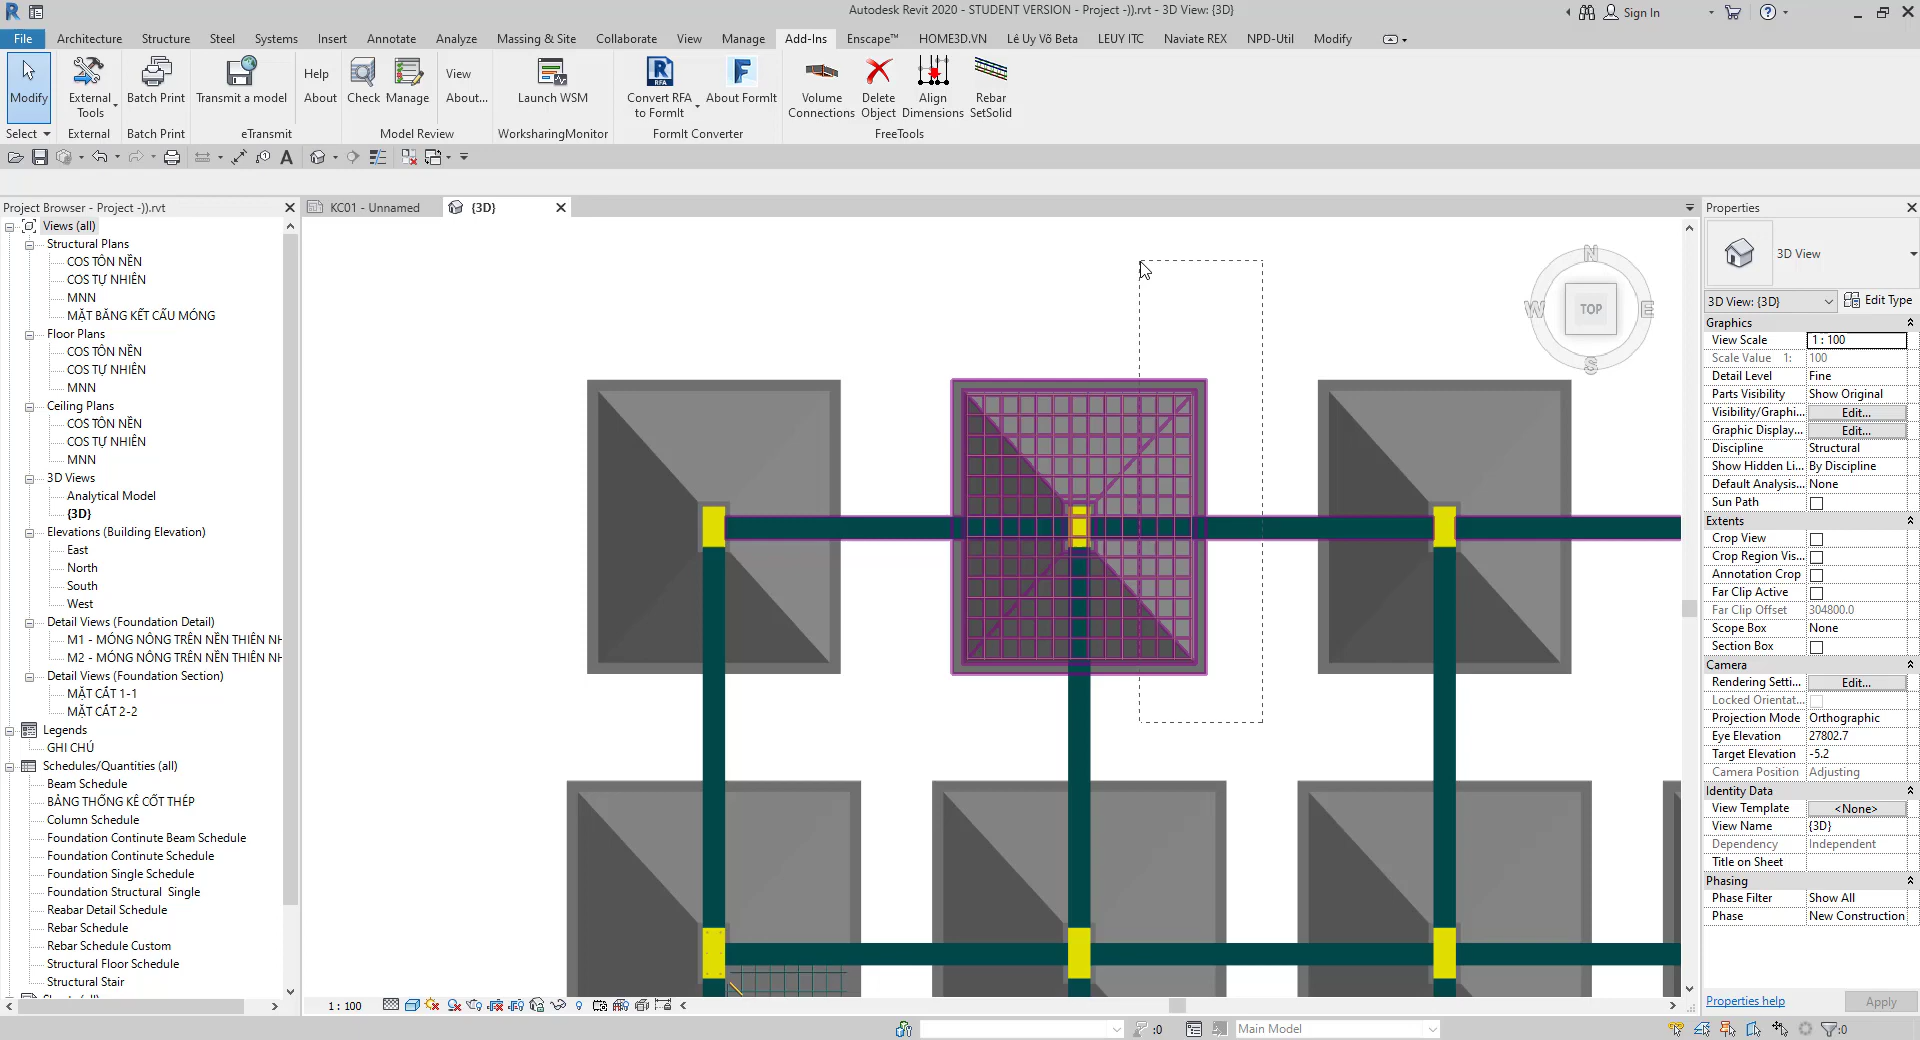 Autodesk Revit 2020 - STUDENT VERSION - Project -)).rvt - 3D View: {3D}
Sign In
File Architecture Structure Steel Systems Insert Annotate Analyze Massing & Site Collaborate View Manage Add-Ins Enscape™ HOME3D.VN Lê Uy Võ Beta LEUY ITC Naviate REX NPD-Util Modify
Modify
External Tools
Batch Print
Transmit a model
Help
About
Check
Manage
View
About...
Launch WSM
Convert RFA to FormIt
About FormIt
Volume Connections
Delete Object
Align Dimensions
Rebar SetSolid
Select External Batch Print eTransmit Model Review WorksharingMonitor FormIt Converter FreeTools
Project Browser - Project -)).rvt
KC01 - Unnamed
{3D}
Views (all)
Structural Plans
COS TÔN NỀN
COS TỰ NHIÊN
MNN
MẶT BẰNG KẾT CẤU MÓNG
Floor Plans
COS TÔN NỀN
COS TỰ NHIÊN
MNN
Ceiling Plans
COS TÔN NỀN
COS TỰ NHIÊN
MNN
3D Views
Analytical Model
{3D}
Elevations (Building Elevation)
East
North
South
West
Detail Views (Foundation Detail)
M1 - MÓNG NÔNG TRÊN NỀN THIÊN NH
M2 - MÓNG NÔNG TRÊN NỀN THIÊN NH
Detail Views (Foundation Section)
MẶT CẮT 1-1
MẶT CẮT 2-2
Legends
GHI CHÚ
Schedules/Quantities (all)
Beam Schedule
BẢNG THỐNG KÊ CỐT THÉP
Column Schedule
Foundation Continute Beam Schedule
Foundation Continute Schedule
Foundation Single Schedule
Foundation Structural  Single
Reabar Detail Schedule
Rebar Schedule
Rebar Schedule Custom
Structural Floor Schedule
Structural Stair
N
W TOP E
S
Properties
3D View
3D View: {3D} Edit Type
Graphics
View Scale 1 : 100
Scale Value 1: 100
Detail Level Fine
Parts Visibility Show Original
Visibility/Graphi... Edit...
Graphic Display... Edit...
Discipline Structural
Show Hidden Li... By Discipline
Default Analysis... None
Sun Path
Extents
Crop View
Crop Region Vis...
Annotation Crop
Far Clip Active
Far Clip Offset 304800.0
Scope Box None
Section Box
Camera
Rendering Setti... Edit...
Locked Orientat...
Projection Mode Orthographic
Eye Elevation 27802.7
Target Elevation -5.2
Camera Position Adjusting
Identity Data
View Template <None>
View Name {3D}
Dependency Independent
Title on Sheet
Phasing
Phase Filter Show All
Phase New Construction
Properties help Apply
1 : 100
:0
Main Model
:0